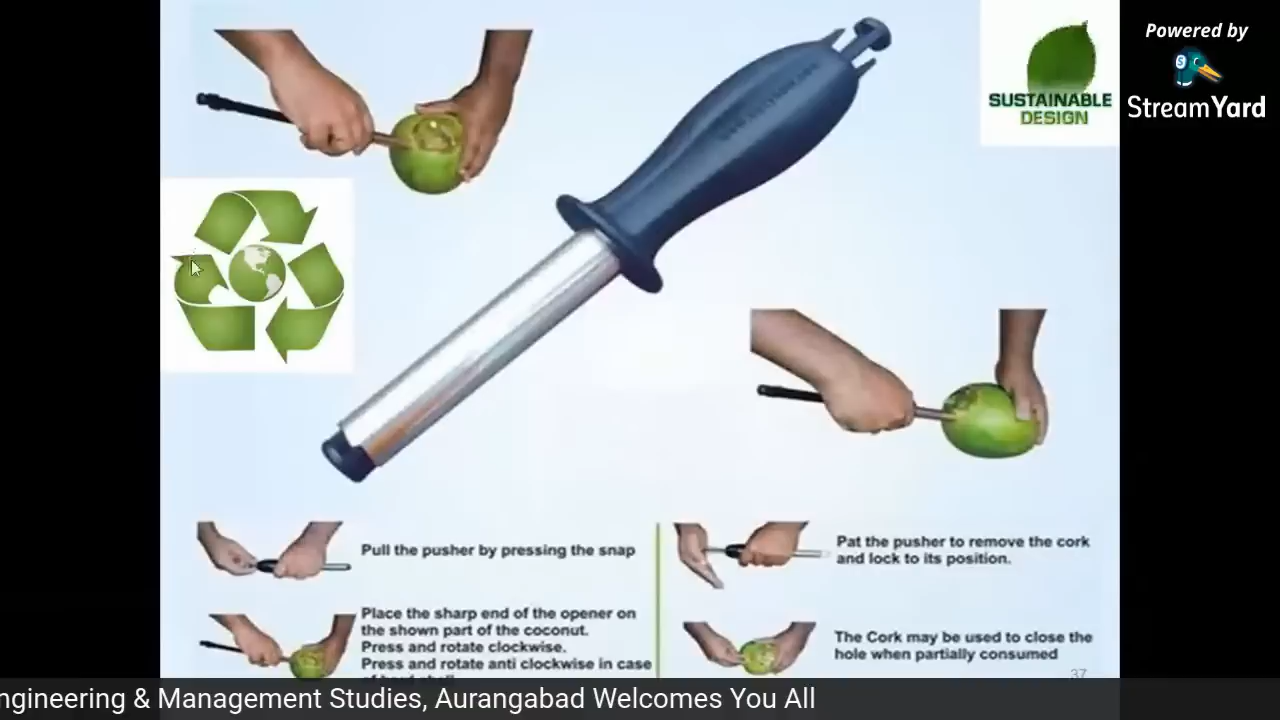 Powered by
StreamYard
SUSTAINABLE
DESIGN
Pull the pusher by pressing the snap
Place the sharp end of the opener on
the shown part of the coconut.
Press and rotate clockwise.
Press and rotate anti clockwise in case
Pat the pusher to remove the cork
and lock to its position.
The Cork may be used to close the
hole when partially consumed
37
ngineering & Management Studies, Aurangabad Welcomes You All